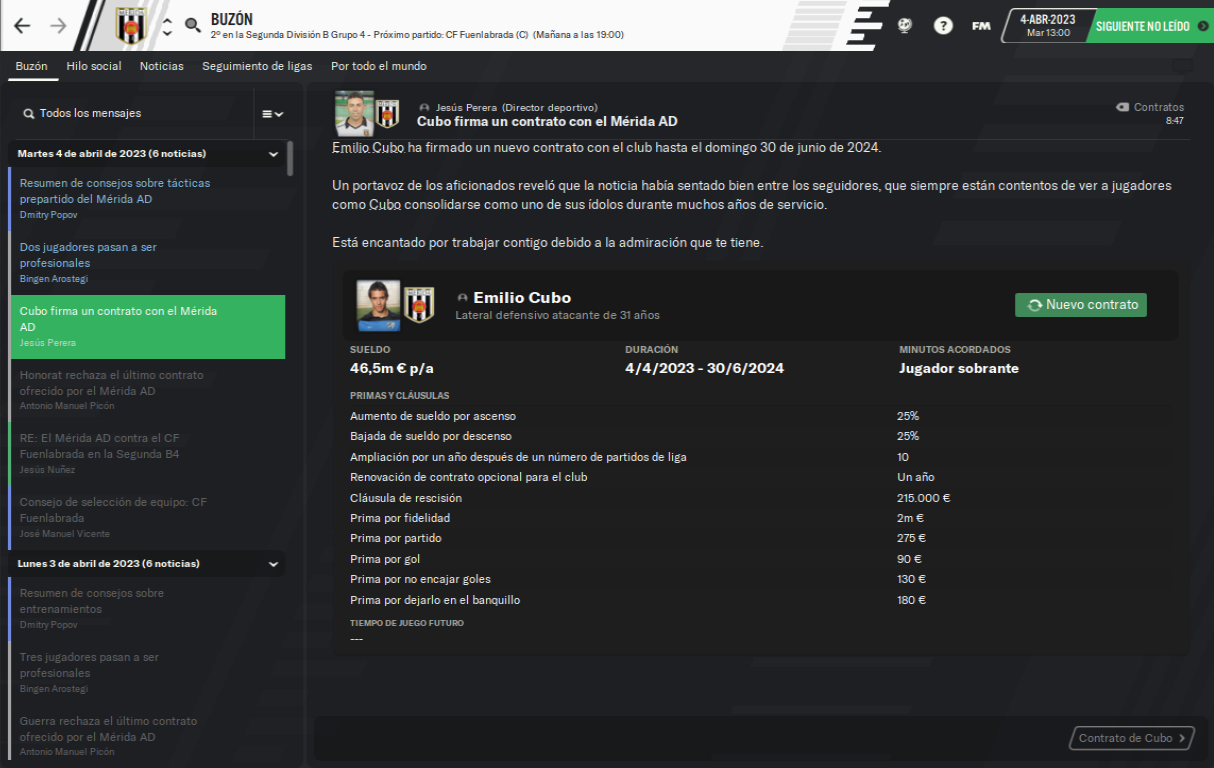 BUZÓN
2º en la Segunda División B Grupo 4 - Próximo partido: CF Fuenlabrada (C) (Mañana a las 19:00)
?
FM
4-ABR-2023
Mar 13:00
SIGUIENTE NO LEÍDO
Buzón
Hilo social
Noticias
Seguimiento de ligas
Por todo el mundo
Todos los mensajes
Martes 4 de abril de 2023 (6 noticias)
Resumen de consejos sobre tácticas
prepartido del Mérida AD
Dmitry Popov
Dos jugadores pasan a ser
profesionales
Bingen Arostegi
Cubo firma un contrato con el Mérida
AD
Jesús Perera
Honorat rechaza el último contrato
ofrecido por el Mérida AD
Antonio Manuel Picón
RE: El Mérida AD contra el CF
Fuenlabrada en la Segunda B4
Jesús Nuñez
Consejo de selección de equipo: CF
Fuenlabrada
José Manuel Vicente
Lunes 3 de abril de 2023 (6 noticias)
Resumen de consejos sobre
entrenamientos
Dmitry Popov
Tres jugadores pasan a ser
profesionales
Bingen Arostegi
Guerra rechaza el último contrato
ofrecido por el Mérida AD
Antonio Manuel Picón
Jesús Perera (Director deportivo)
Cubo firma un contrato con el Mérida AD
Contratos
8:47
Emilio Cubo ha firmado un nuevo contrato con el club hasta el domingo 30 de junio de 2024.
Un portavoz de los aficionados reveló que la noticia había sentado bien entre los seguidores, que siempre están contentos de ver a jugadores
como Cubo consolidarse como uno de sus ídolos durante muchos años de servicio.
Está encantado por trabajar contigo debido a la admiración que te tiene.
Emilio Cubo
Lateral defensivo atacante de 31 años
Nuevo contrato
SUELDO
46,5m € p/a
DURACIÓN
4/4/2023 - 30/6/2024
MINUTOS ACORDADOS
Jugador sobrante
PRIMAS Y CLÁUSULAS
Aumento de sueldo por ascenso 25%
Bajada de sueldo por descenso 25%
Ampliación por un año después de un número de partidos de liga 10
Renovación de contrato opcional para el club Un año
Cláusula de rescisión 215.000 €
Prima por fidelidad 2m €
Prima por partido 275 €
Prima por gol 90 €
Prima por no encajar goles 130 €
Prima por dejarlo en el banquillo 180 €
TIEMPO DE JUEGO FUTURO
---
Contrato de Cubo